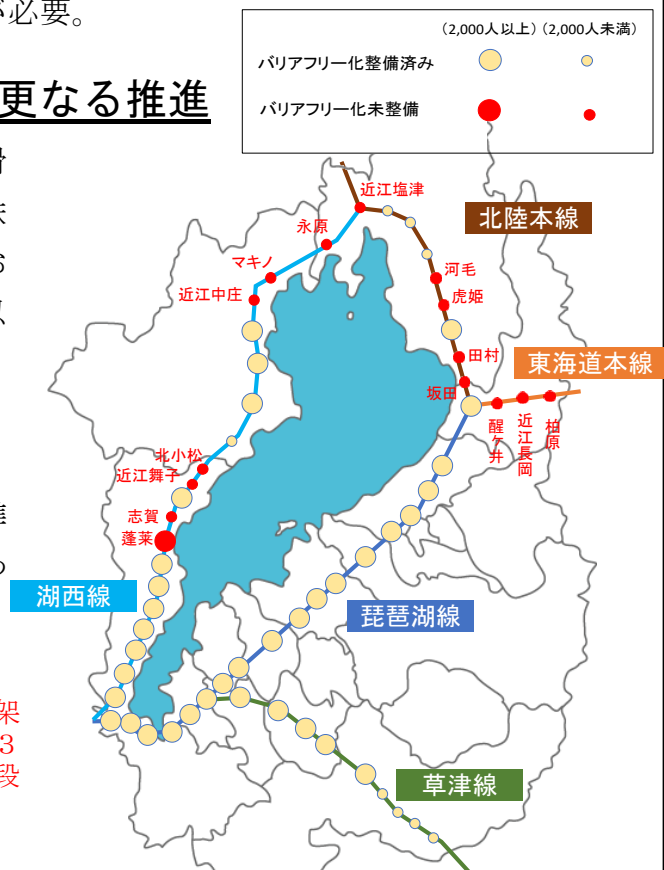 が必要。
更なる推進
(2,000人以上) (2,000人未満)
バリアフリー化整備済み
バリアフリー化未整備
近江塩津
北陸本線
永原
マキノ
河毛
近江中庄
虎姫
田村
東海道本線
坂田
醒ヶ井
近江長岡
柏原
北小松
近江舞子
志賀
蓬莱
湖西線
琵琶湖線
架
3
段
草津線